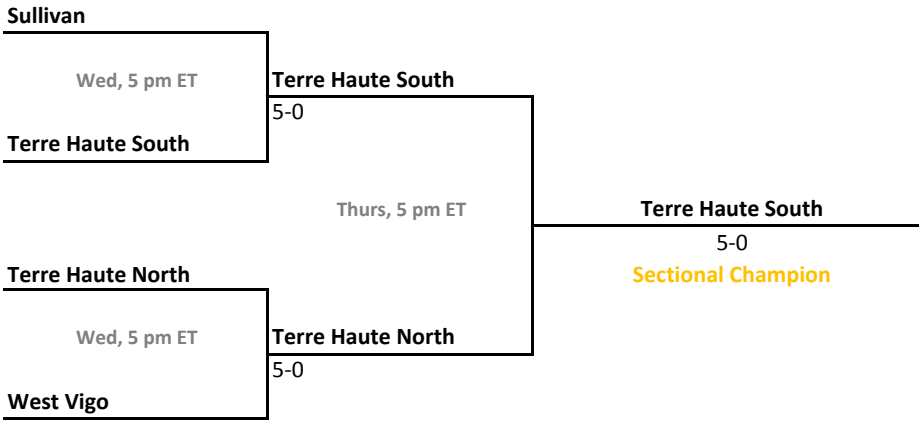 Sullivan
Wed, 5 pm ET
Terre Haute South
5-0
Terre Haute South
Thurs, 5 pm ET
Terre Haute South
5-0
Sectional Champion
Terre Haute North
Wed, 5 pm ET
Terre Haute North
5-0
West Vigo